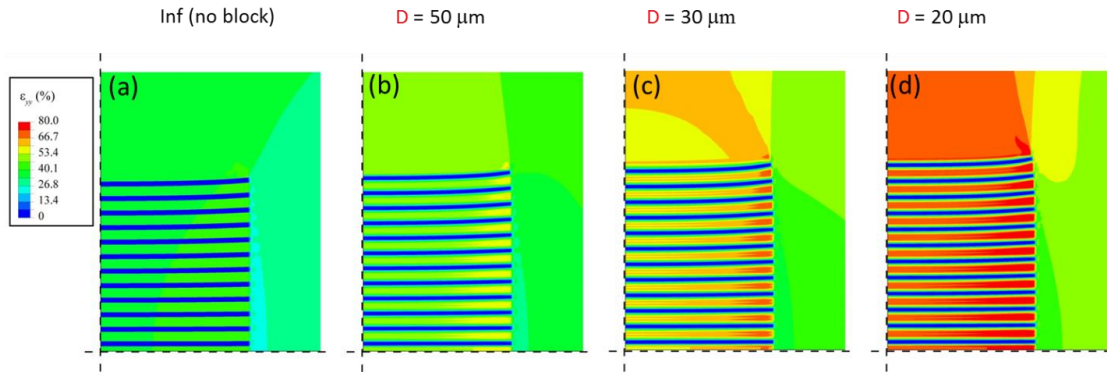 Inf (no block)
D = 50 μm
D = 30 μm
D = 20 μm
(a)
(b)
(c)
(d)
ε_yy (%)
80.0
66.7
53.4
40.1
26.8
13.4
0